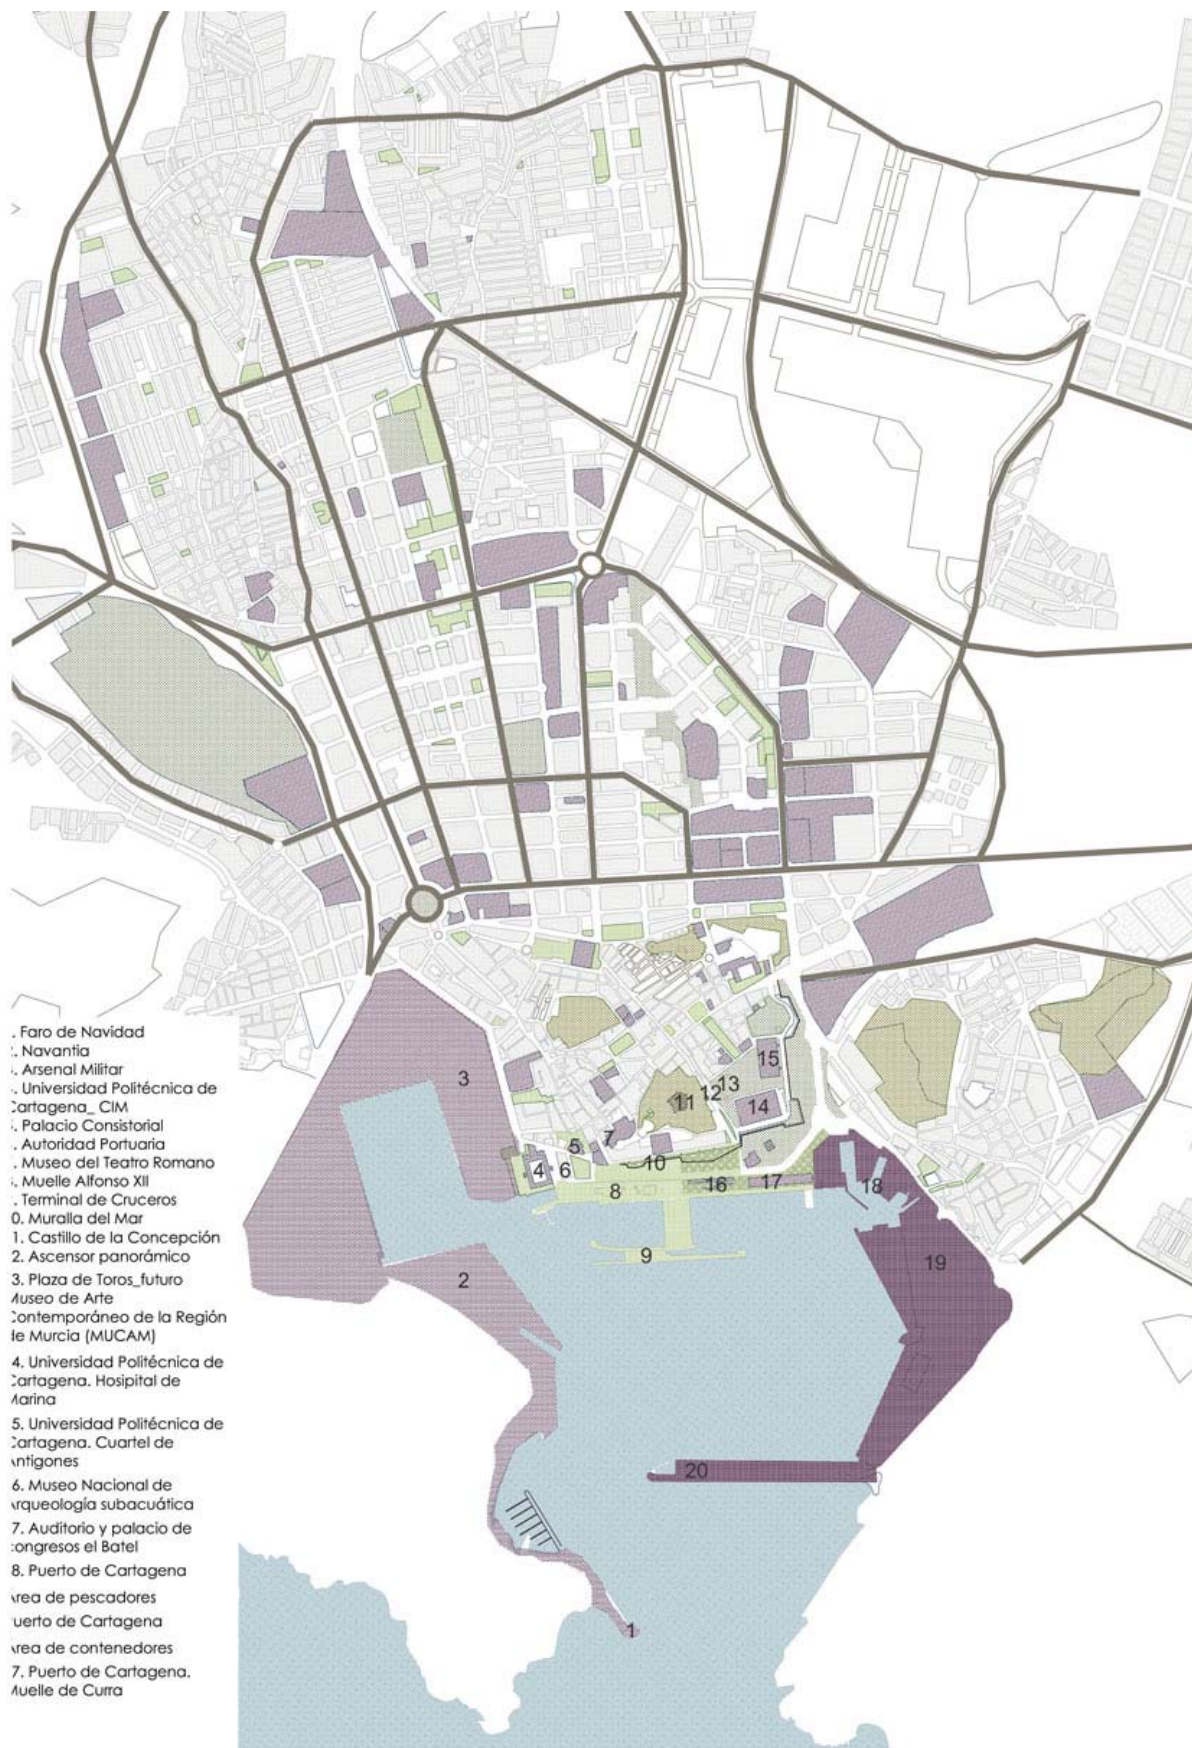 . Faro de Navidad
. Navantia
. Arsenal Militar
. Universidad Politécnica de
Cartagena_ CIM
. Palacio Consistorial
. Autoridad Portuaria
. Museo del Teatro Romano
. Muelle Alfonso XII
. Terminal de Cruceros
0. Muralla del Mar
1. Castillo de la Concepción
2. Ascensor panorámico
3. Plaza de Toros_futuro
Museo de Arte
Contemporáneo de la Región
de Murcia (MUCAM)
4. Universidad Politécnica de
Cartagena. Hosipital de
Marina
5. Universidad Politécnica de
Cartagena. Cuartel de
Antigones
6. Museo Nacional de
Arqueología subacuática
7. Auditorio y palacio de
congresos el Batel
8. Puerto de Cartagena
Area de pescadores
Puerto de Cartagena
Area de contenedores
7. Puerto de Cartagena.
Muelle de Curra
3
15
13
12
11
14
7
5
10
4
6
8
16
17
18
9
19
2
20
1